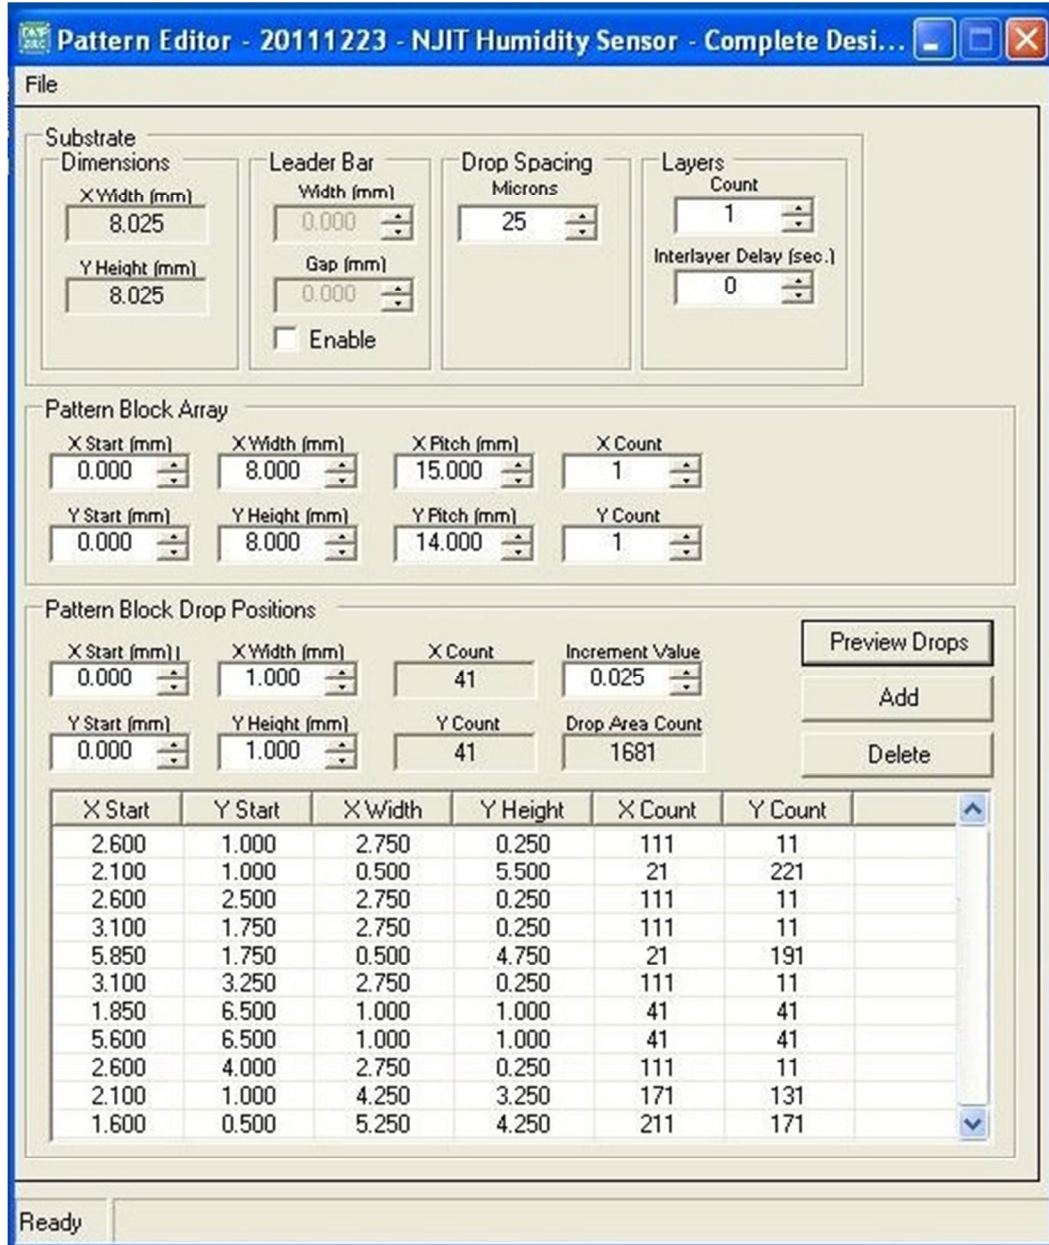 Pattern Editor - 20111223 - NJIT Humidity Sensor - Complete Desi...
File
Substrate
Dimensions Leader Bar Drop Spacing Layers
X Width (mm) Width (mm) Microns Count
8.025 0.000 25 1
Y Height (mm) Gap (mm) Interlayer Delay (sec.)
8.025 0.000 0
Enable
Pattern Block Array
X Start (mm) X Width (mm) X Pitch (mm) X Count
0.000 8.000 15.000 1
Y Start (mm) Y Height (mm) Y Pitch (mm) Y Count
0.000 8.000 14.000 1
Pattern Block Drop Positions
X Start (mm) X Width (mm) X Count Increment Value Preview Drops
0.000 1.000 41 0.025
Add
Y Start (mm) Y Height (mm) Y Count Drop Area Count
0.000 1.000 41 1681 Delete
X Start Y Start X Width Y Height X Count Y Count
2.600 1.000 2.750 0.250 111 11
2.100 1.000 0.500 5.500 21 221
2.600 2.500 2.750 0.250 111 11
3.100 1.750 2.750 0.250 111 11
5.850 1.750 0.500 4.750 21 191
3.100 3.250 2.750 0.250 111 11
1.850 6.500 1.000 1.000 41 41
5.600 6.500 1.000 1.000 41 41
2.600 4.000 2.750 0.250 111 11
2.100 1.000 4.250 3.250 171 131
1.600 0.500 5.250 4.250 211 171
Ready